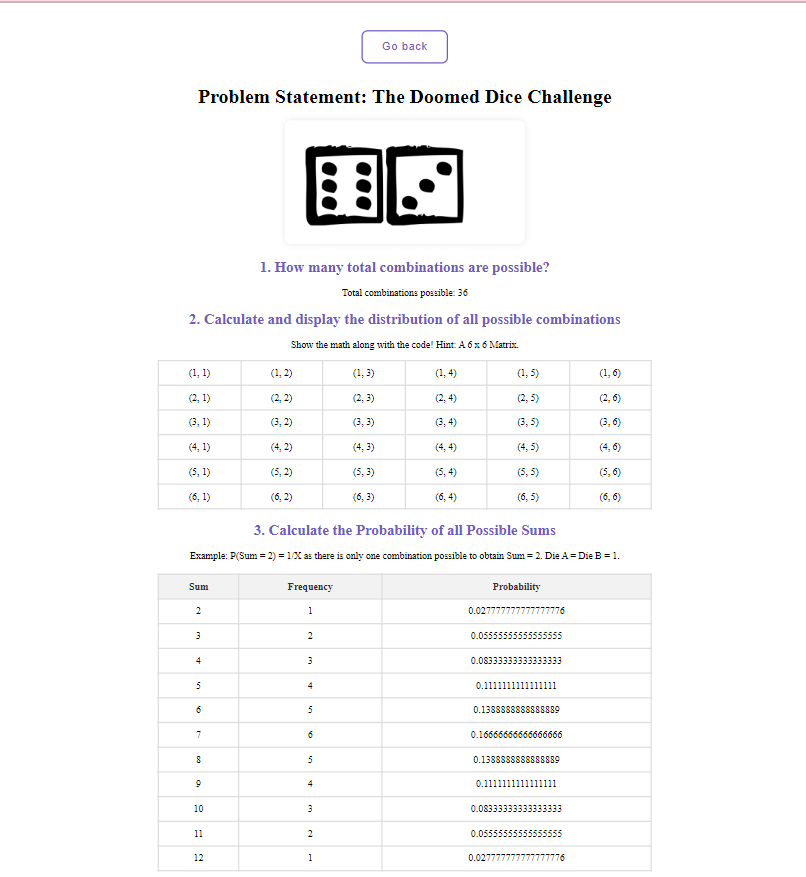 Go back
Problem Statement: The Doomed Dice Challenge
1. How many total combinations are possible?
Total combinations possible: 36
2. Calculate and display the distribution of all possible combinations
Show the math along with the code! Hint: A 6 x 6 Matrix.
(1, 1) (1, 2) (1, 3) (1, 4) (1, 5) (1, 6)
(2, 1) (2, 2) (2, 3) (2, 4) (2, 5) (2, 6)
(3, 1) (3, 2) (3, 3) (3, 4) (3, 5) (3, 6)
(4, 1) (4, 2) (4, 3) (4, 4) (4, 5) (4, 6)
(5, 1) (5, 2) (5, 3) (5, 4) (5, 5) (5, 6)
(6, 1) (6, 2) (6, 3) (6, 4) (6, 5) (6, 6)
3. Calculate the Probability of all Possible Sums
Example: P(Sum = 2) = 1/X as there is only one combination possible to obtain Sum = 2. Die A = Die B = 1.
Sum Frequency Probability
2 1 0.027777777777777776
3 2 0.05555555555555555
4 3 0.08333333333333333
5 4 0.1111111111111111
6 5 0.1388888888888889
7 6 0.16666666666666666
8 5 0.1388888888888889
9 4 0.1111111111111111
10 3 0.08333333333333333
11 2 0.05555555555555555
12 1 0.027777777777777776